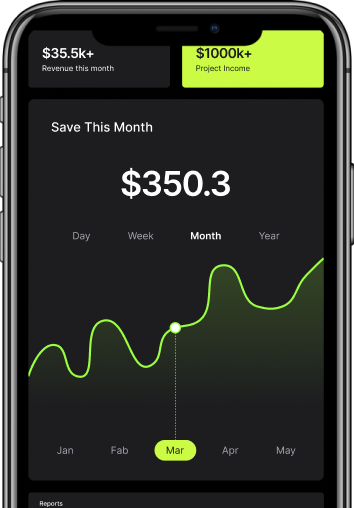 $35.5k+
Revenue this month
$1000k+
Project Income
Save This Month
$350.3
Day Week Month Year
Jan Fab Mar Apr May
Reports